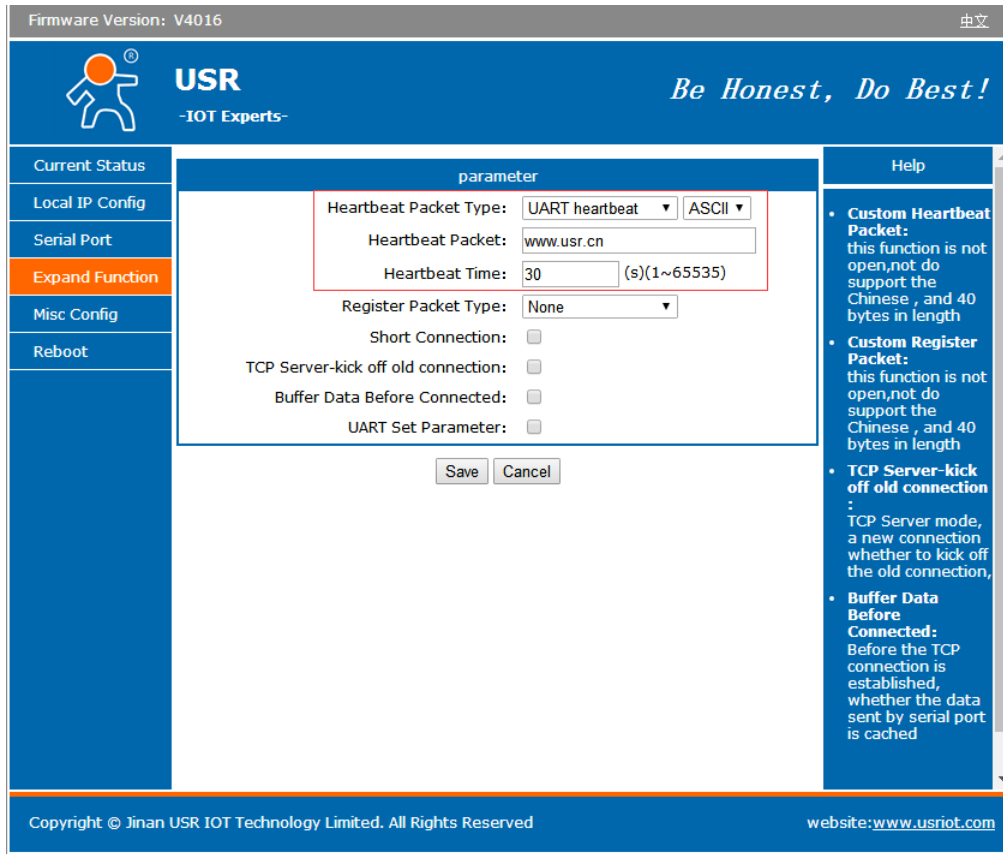 Firmware Version: V4016
中文
®
USR
-IOT Experts-
Be Honest, Do Best!
Current Status
Local IP Config
Serial Port
Expand Function
Misc Config
Reboot
parameter
Heartbeat Packet Type: UART heartbeat ASCII
Heartbeat Packet: www.usr.cn
Heartbeat Time: 30 (s)(1~65535)
Register Packet Type: None
Short Connection:
TCP Server-kick off old connection:
Buffer Data Before Connected:
UART Set Parameter:
Save Cancel
Help
• Custom Heartbeat
Packet:
this function is not
open,not do
support the
Chinese , and 40
bytes in length
• Custom Register
Packet:
this function is not
open,not do
support the
Chinese , and 40
bytes in length
• TCP Server-kick
off old connection
:
TCP Server mode,
a new connection
whether to kick off
the old connection,
• Buffer Data
Before
Connected:
Before the TCP
connection is
established,
whether the data
sent by serial port
is cached
Copyright © Jinan USR IOT Technology Limited. All Rights Reserved
website:www.usriot.com